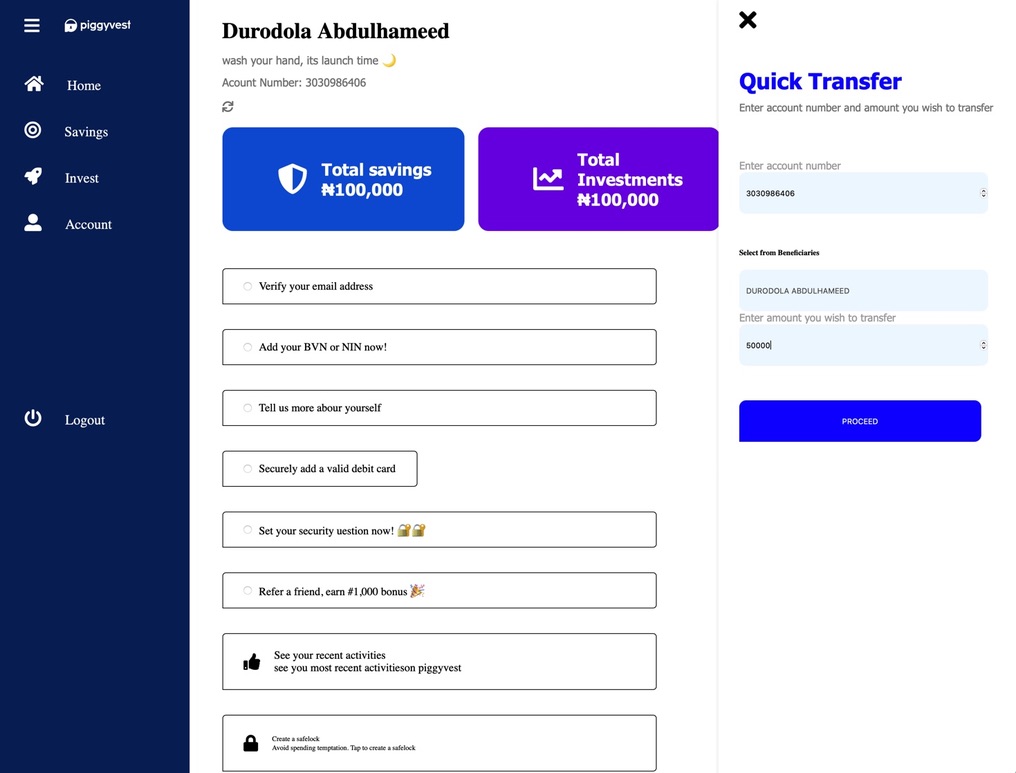 piggyvest
Home
Savings
Invest
Account
Logout
Durodola Abdulhameed
wash your hand, its launch time 🌙
Acount Number: 3030986406
Total savings
₦100,000
Total
Investments
₦100,000
Verify your email address
Add your BVN or NIN now!
Tell us more abour yourself
Securely add a valid debit card
Set your security uestion now! 🔐🔐
Refer a friend, earn #1,000 bonus 🎉
See your recent activities
see you most recent activitieson piggyvest
Create a safelock
Avoid spending temptation. Tap to create a safelock
Quick Transfer
Enter account number and amount you wish to transfer
Enter account number
3030986406
Select from Beneficiaries
DURODOLA ABDULHAMEED
Enter amount you wish to transfer
50000
PROCEED